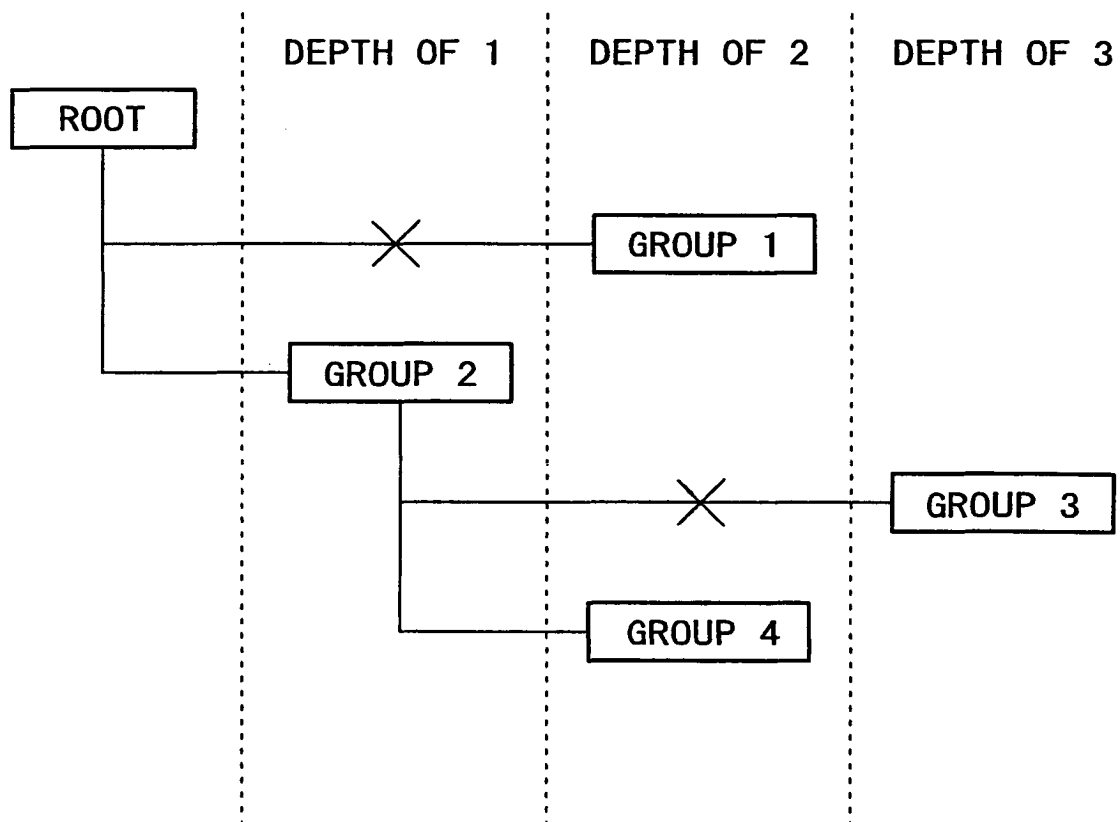 DEPTH OF 1 DEPTH OF 2 DEPTH OF 3
ROOT
GROUP 1
GROUP 2
GROUP 3
GROUP 4